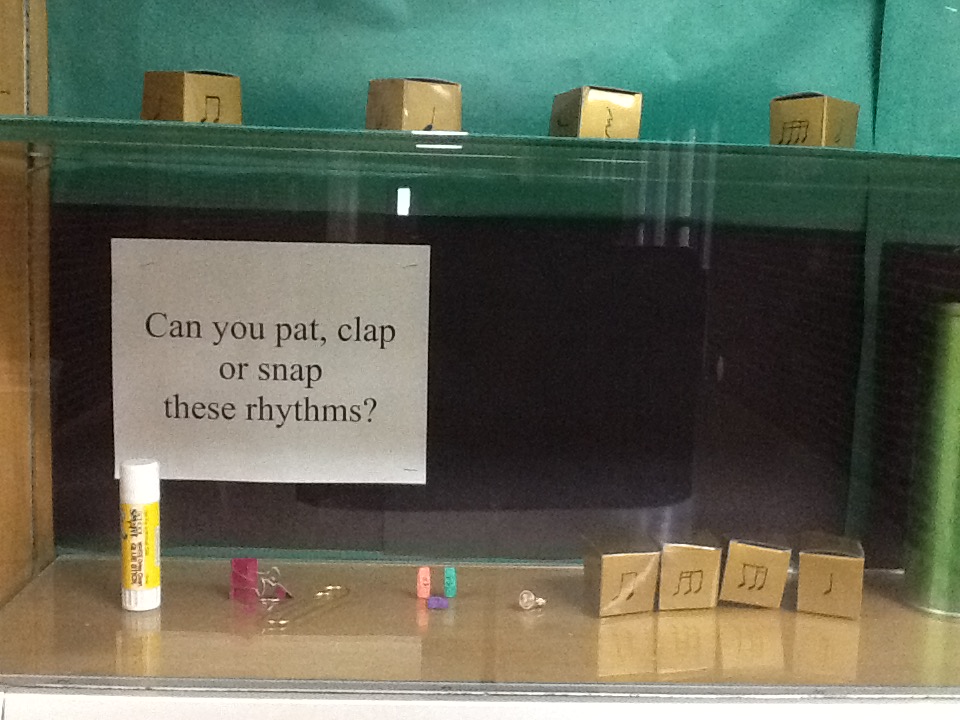 Can you pat, clap
or snap
these rhythms?